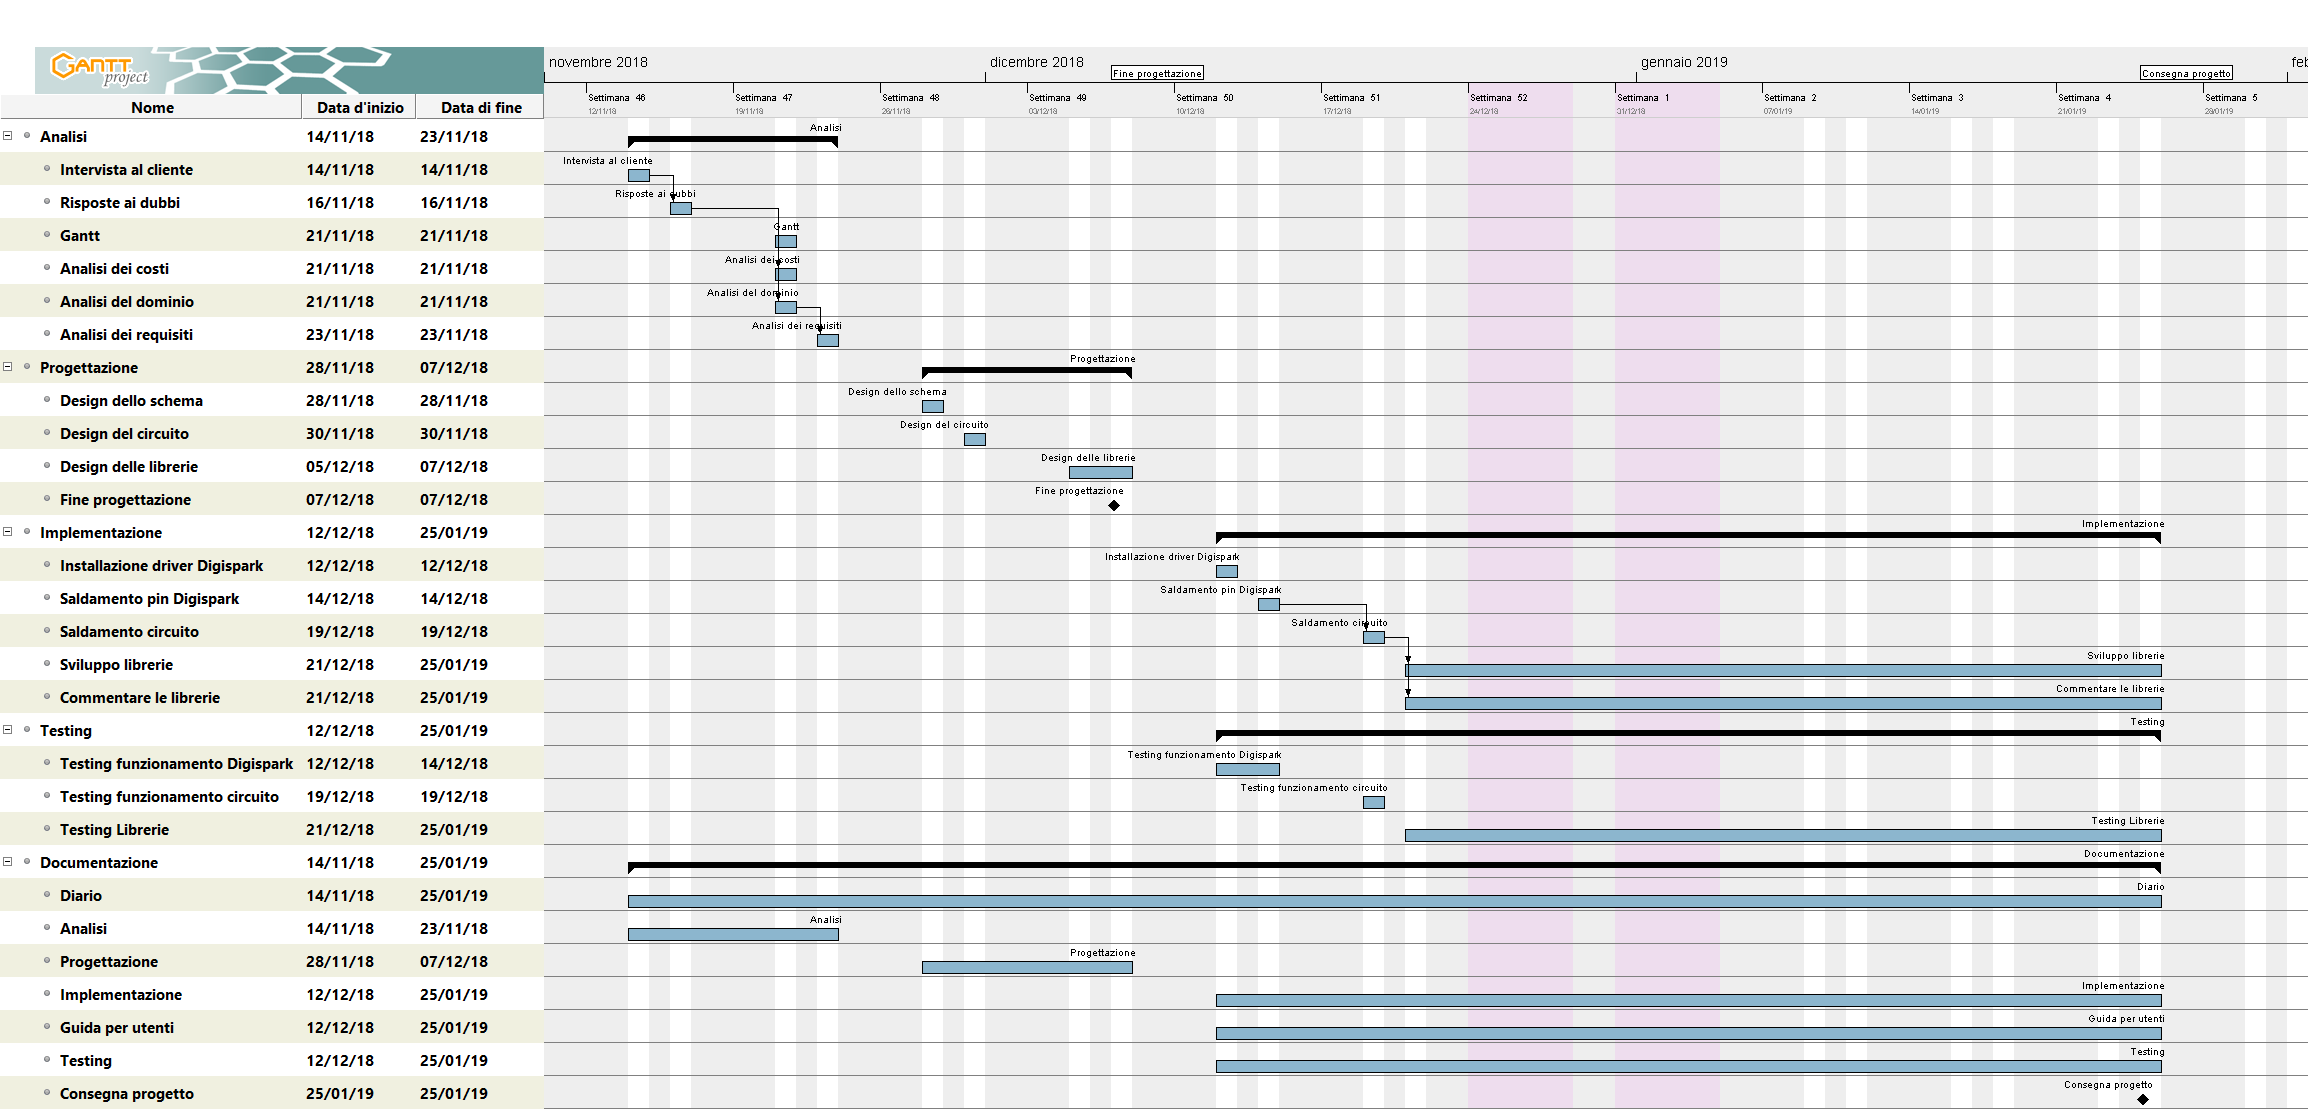 GANTT
project
novembre 2018
dicembre 2018
gennaio 2019
feb
Fine progettazione
Consegna progetto
Nome Data d'inizio Data di fine
Settimana 46 Settimana 47 Settimana 48 Settimana 49 Settimana 50 Settimana 51 Settimana 52 Settimana 1 Settimana 2 Settimana 3 Settimana 4 Settimana 5
12/11/18 19/11/18 26/11/18 03/12/18 10/12/18 17/12/18 24/12/18 31/12/18 07/01/19 14/01/19 21/01/19 28/01/19
Analisi 14/11/18 23/11/18 Analisi
Intervista al cliente 14/11/18 14/11/18 Intervista al cliente
Risposte ai dubbi 16/11/18 16/11/18 Risposte ai dubbi
Gantt 21/11/18 21/11/18 Gantt
Analisi dei costi 21/11/18 21/11/18 Analisi dei costi
Analisi del dominio 21/11/18 21/11/18 Analisi del dominio
Analisi dei requisiti 23/11/18 23/11/18 Analisi dei requisiti
Progettazione 28/11/18 07/12/18 Progettazione
Design dello schema 28/11/18 28/11/18 Design dello schema
Design del circuito 30/11/18 30/11/18 Design del circuito
Design delle librerie 05/12/18 07/12/18 Design delle librerie
Fine progettazione 07/12/18 07/12/18 Fine progettazione
Implementazione 12/12/18 25/01/19 Implementazione
Installazione driver Digispark 12/12/18 12/12/18 Installazione driver Digispark
Saldamento pin Digispark 14/12/18 14/12/18 Saldamento pin Digispark
Saldamento circuito 19/12/18 19/12/18 Saldamento circuito
Sviluppo librerie 21/12/18 25/01/19 Sviluppo librerie
Commentare le librerie 21/12/18 25/01/19 Commentare le librerie
Testing 12/12/18 25/01/19 Testing
Testing funzionamento Digispark 12/12/18 14/12/18 Testing funzionamento Digispark
Testing funzionamento circuito 19/12/18 19/12/18 Testing funzionamento circuito
Testing Librerie 21/12/18 25/01/19 Testing Librerie
Documentazione 14/11/18 25/01/19 Documentazione
Diario 14/11/18 25/01/19 Diario
Analisi 14/11/18 23/11/18 Analisi
Progettazione 28/11/18 07/12/18 Progettazione
Implementazione 12/12/18 25/01/19 Implementazione
Guida per utenti 12/12/18 25/01/19 Guida per utenti
Testing 12/12/18 25/01/19 Testing
Consegna progetto 25/01/19 25/01/19 Consegna progetto